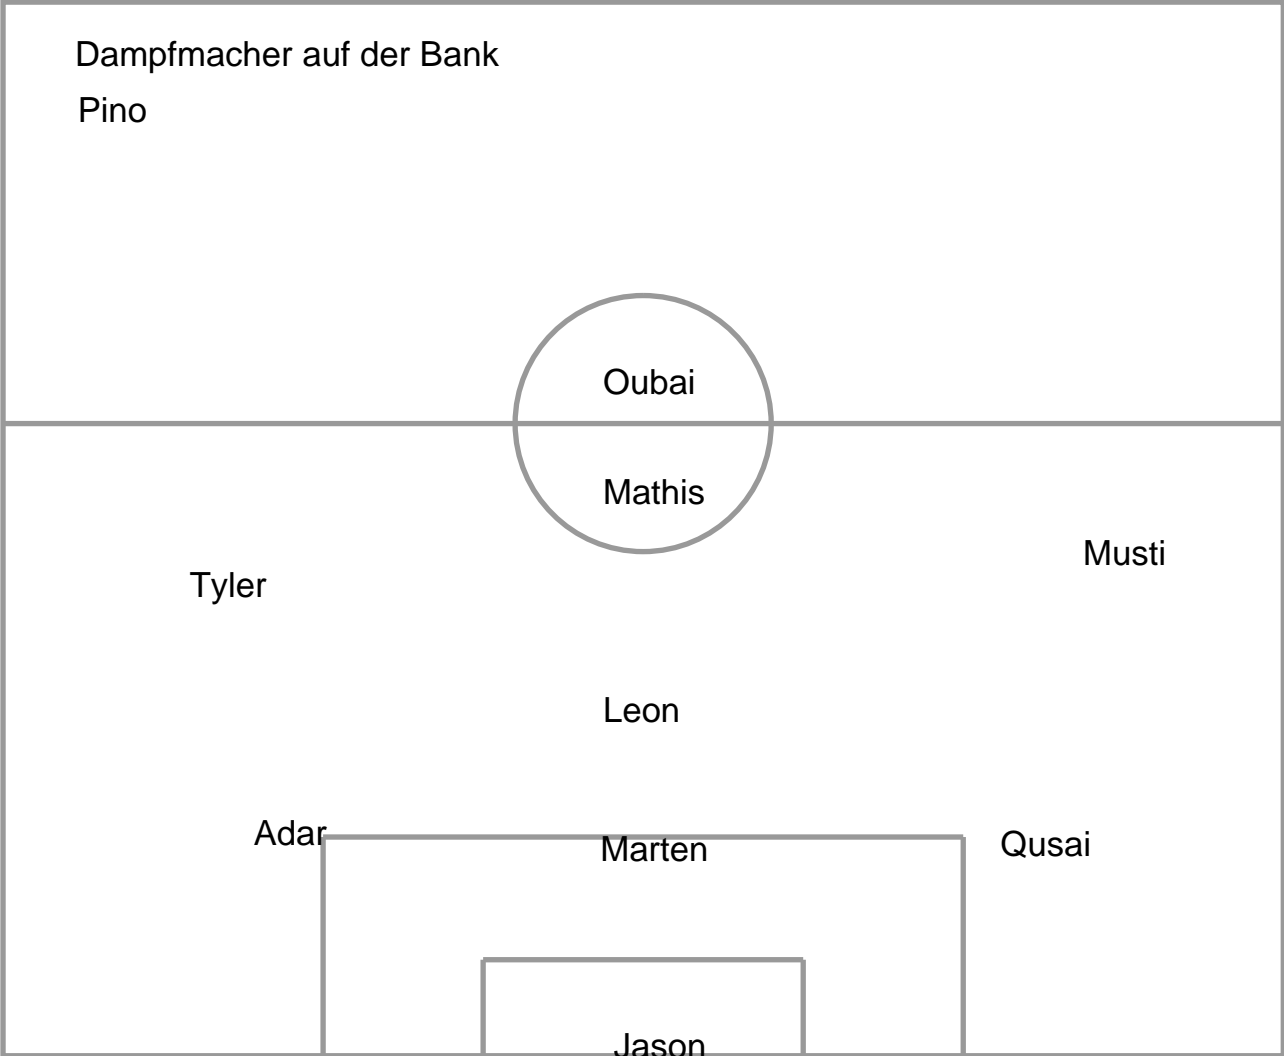 Dampfmacher auf der Bank
Pino
Oubai
Mathis
Musti
Tyler
Leon
Adar
Marten
Qusai
Jason